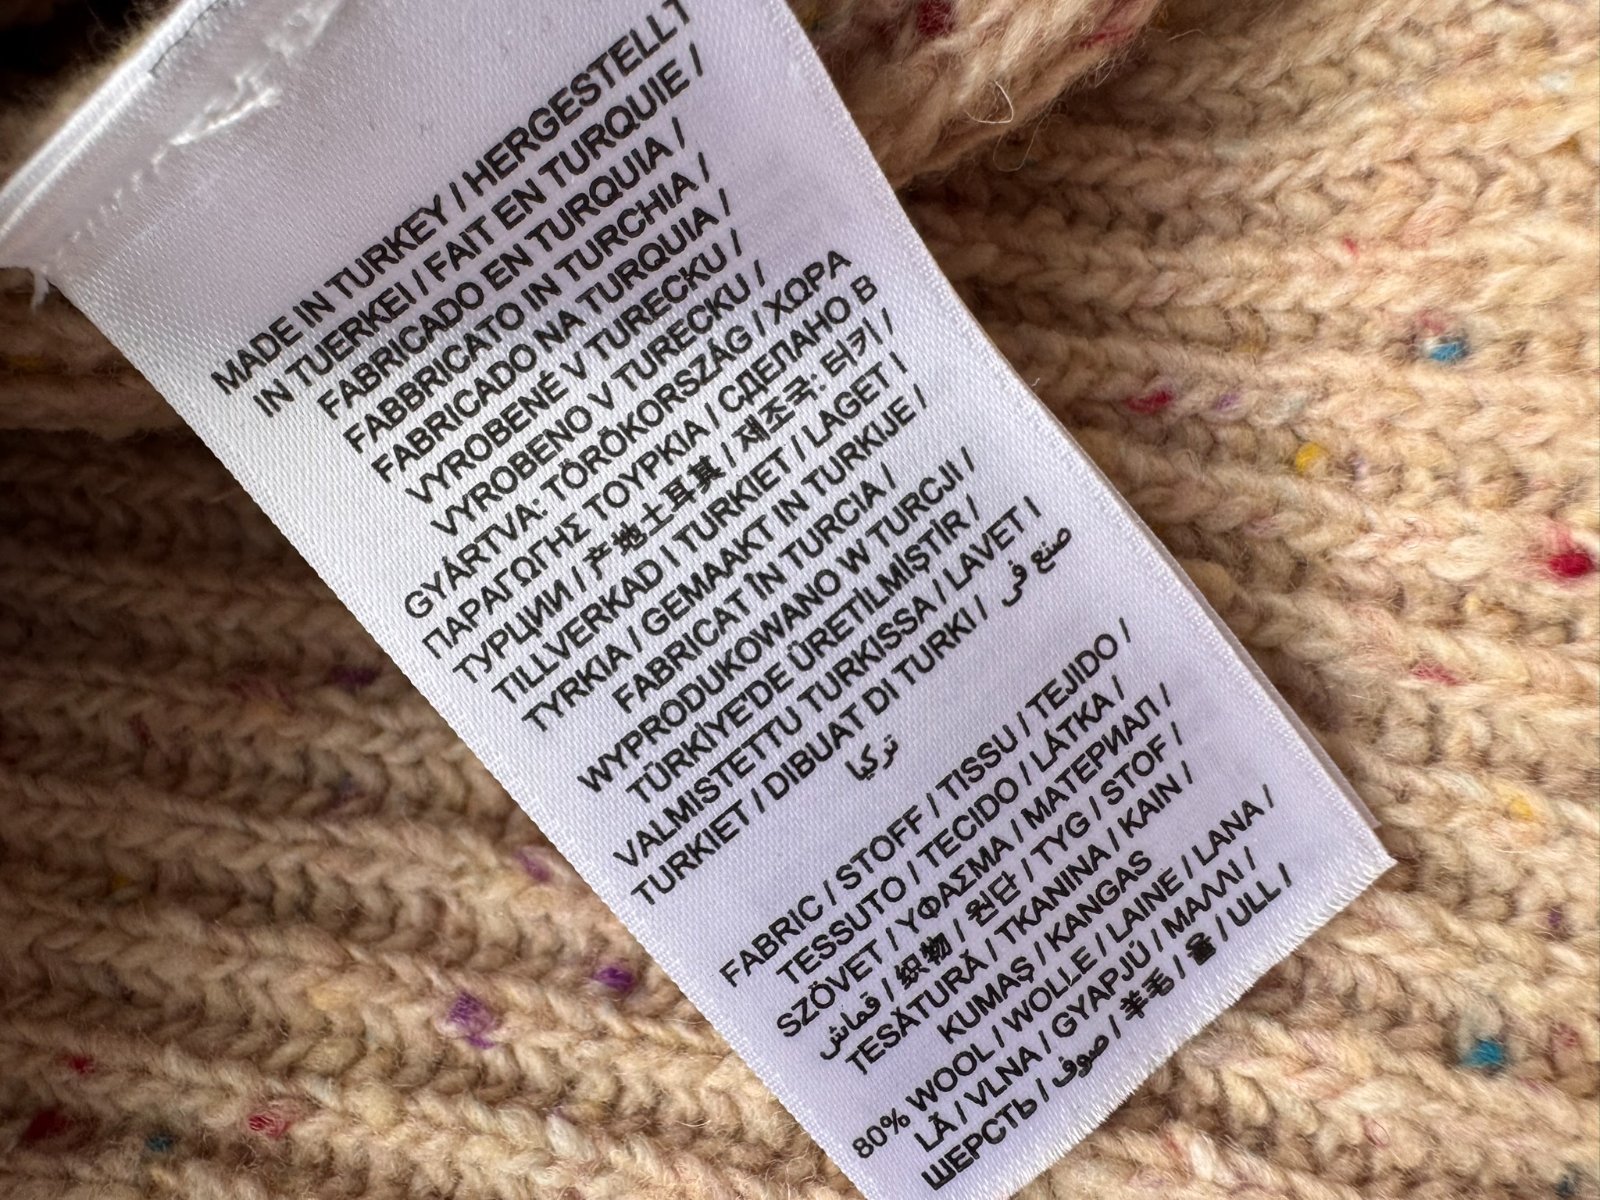 MADE IN TURKEY / HERGESTELLT
IN TUERKEI / FAIT EN TURQUIE /
FABRICADO EN TURQUIA /
FABBRICATO IN TURCHIA /
FABRICADO NA TURQUIA /
VYROBENÉ V TURECKU /
VYROBENO V TURECKU /
GYÁRTVA: TÖRÖKORSZÁG / ΧΩΡΑ
ΠΑΡΑΓΩΓΗΣ ΤΟΥΡΚΙΑ / СДЕЛАНО В
ТУРЦИИ / 产地土耳其 / 제조국: 터키 /
TILLVERKAD I TURKIET / LAGET I
TYRKIA / GEMAAKT IN TURKIJE /
FABRICAT ÎN TURCIA /
WYPRODUKOWANO W TURCJI /
TÜRKİYE'DE ÜRETİLMİŞTİR /
VALMISTETTU TURKISSA / LAVET I
TURKIET / DIBUAT DI TURKI / صنع في
تركيا
FABRIC / STOFF / TISSU / TEJIDO /
TESSUTO / TECIDO / LÁTKA /
SZÖVET / ΥΦΑΣΜΑ / МАТЕРИАЛ /
قماش / 织物 / 원단 / TYG / STOF /
TESĂTURĂ / TKANINA / KAIN /
KUMAŞ / KANGAS
80% WOOL / WOLLE / LAINE / LANA /
LÃ / VLNA / GYAPJÚ / ΜΑΛΛΙ /
ШЕРСТЬ / صوف / 羊毛 / 울 / ULL /